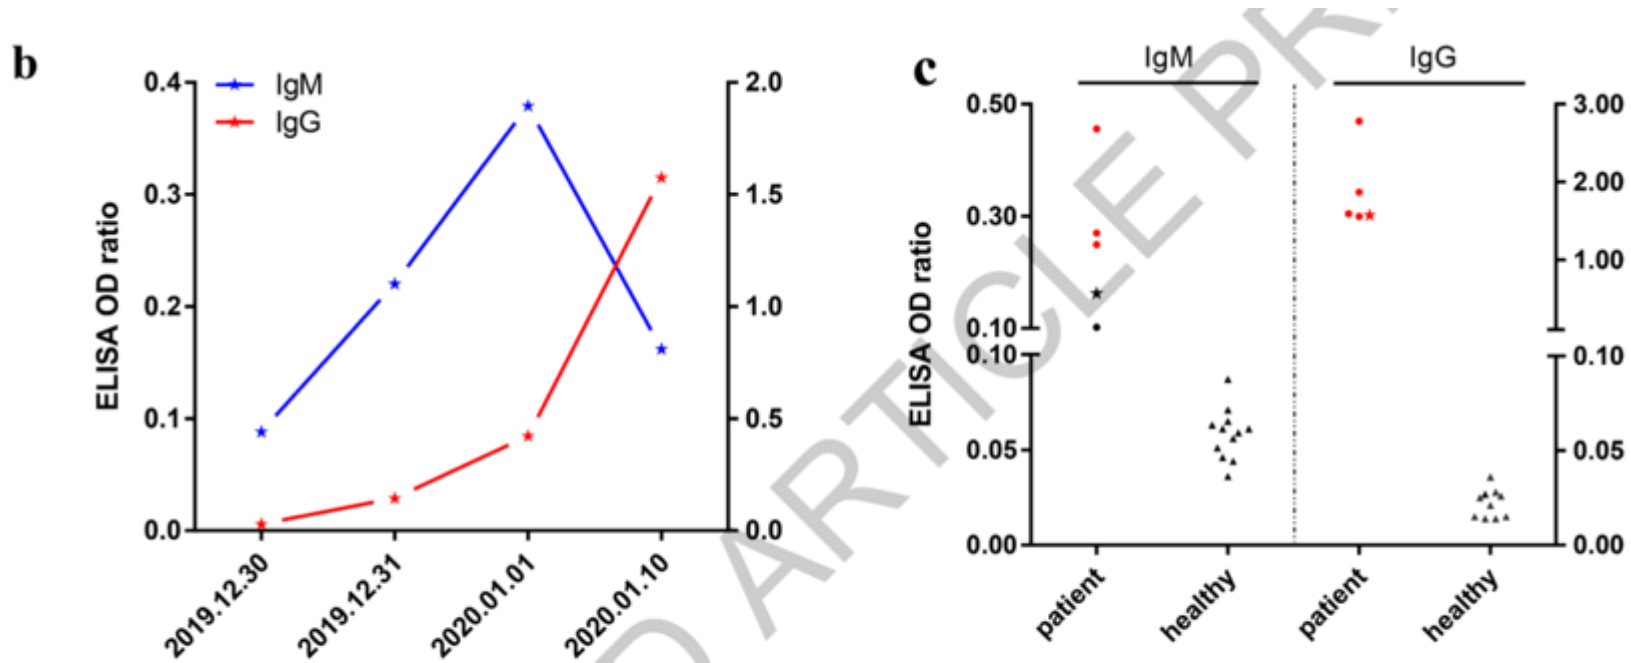 b
IgM
IgG
ELISA OD ratio
0.4
0.3
0.2
0.1
0.0
2.0
1.5
1.0
0.5
0.0
2019.12.30
2019.12.31
2020.01.01
2020.01.10
c
IgM
IgG
ELISA OD ratio
0.50
0.30
0.10
0.10
0.05
0.00
3.00
2.00
1.00
0.10
0.05
0.00
patient
healthy
patient
healthy
D ARTICLE PR